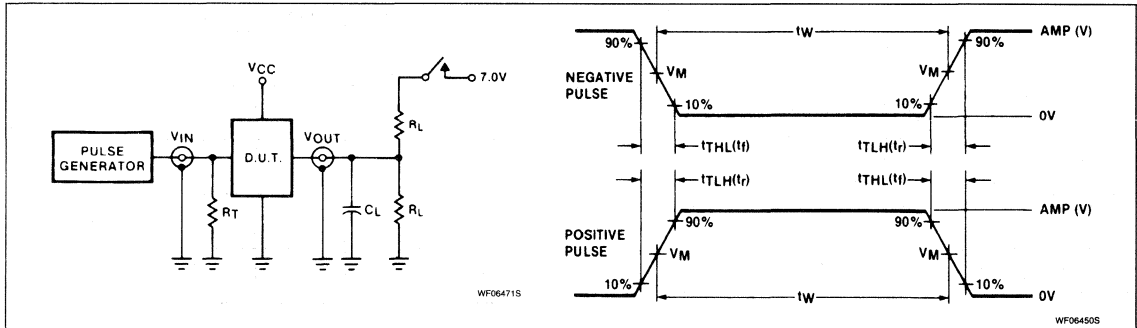 VCC
7.0V
RL
PULSE GENERATOR
VIN
D.U.T.
VOUT
RT
CL
RL
WF06471S
tW
AMP (V)
90%
90%
NEGATIVE PULSE
VM
VM
10%
10%
0V
tTHL(tf)
tTLH(tr)
tTLH(tr)
tTHL(tf)
AMP (V)
90%
90%
POSITIVE PULSE
VM
VM
10%
10%
tW
0V
WF06450S